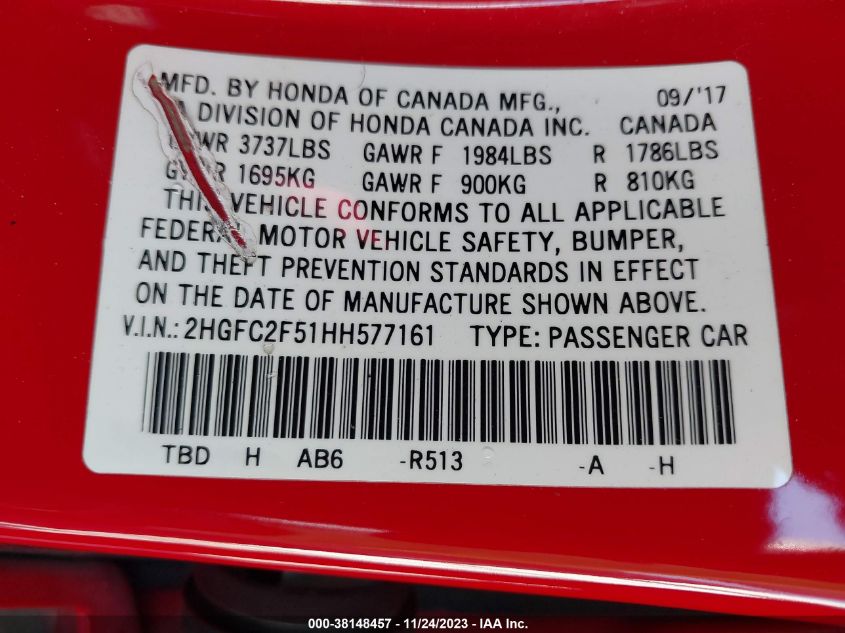 MFD. BY HONDA OF CANADA MFG., 09/'17
A DIVISION OF HONDA CANADA INC. CANADA
3737LBS GAWR F 1984LBS R 1786LBS
1695KG GAWR F 900KG R 810KG
THIS VEHICLE CONFORMS TO ALL APPLICABLE
FEDERAL MOTOR VEHICLE SAFETY, BUMPER,
AND THEFT PREVENTION STANDARDS IN EFFECT
ON THE DATE OF MANUFACTURE SHOWN ABOVE.
V.I.N.: 2HGFC2F51HH577161 TYPE: PASSENGER CAR
TBD H AB6 -R513 -A -H
000-38148457 - 11/24/2023 - IAA Inc.